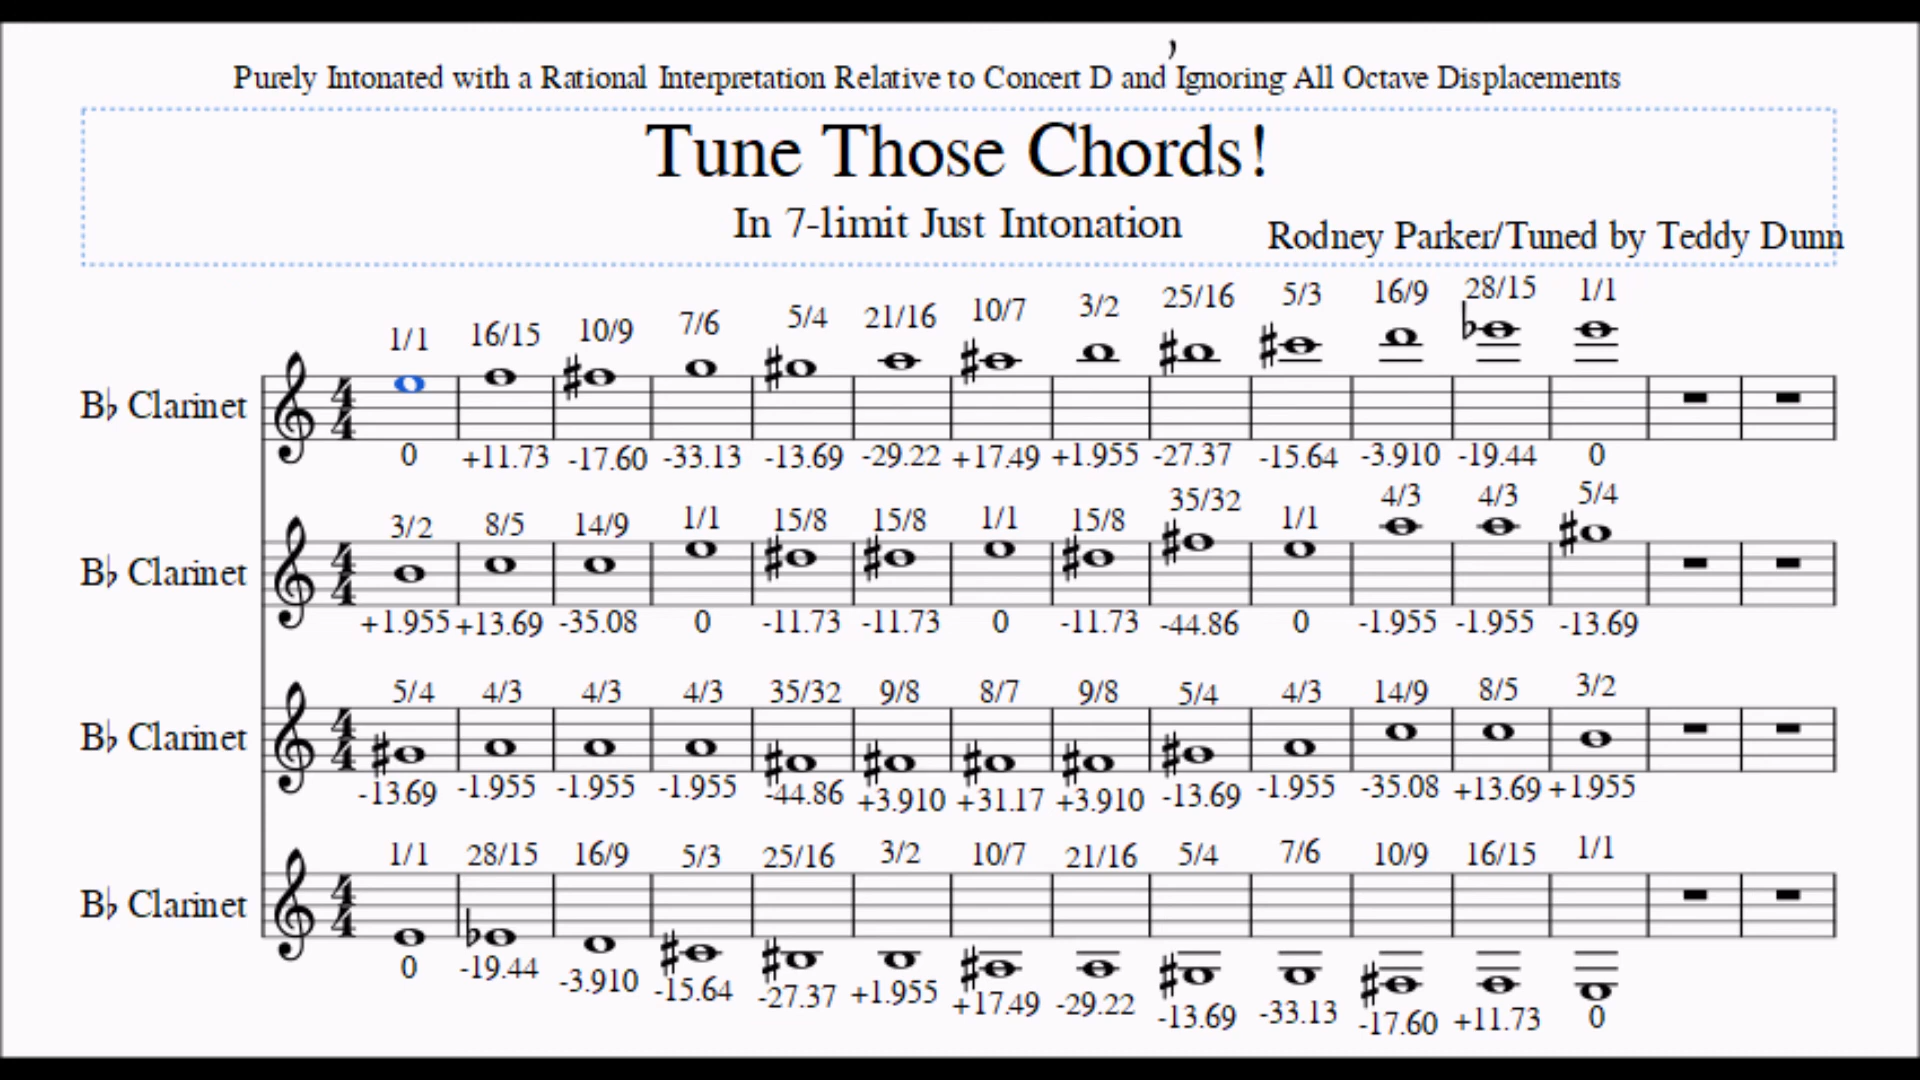 Purely Intonated with a Rational Interpretation Relative to Concert D and Ignoring All Octave Displacements
Tune Those Chords!
In 7-limit Just Intonation
Rodney Parker/Tuned by Teddy Dunn
1/1 16/15 10/9 7/6 5/4 21/16 10/7 3/2 25/16 5/3 16/9 28/15 1/1
B♭ Clarinet
0 +11.73 -17.60 -33.13 -13.69 -29.22 +17.49 +1.955 -27.37 -15.64 -3.910 -19.44 0
3/2 8/5 14/9 1/1 15/8 15/8 1/1 15/8 35/32 1/1 4/3 4/3 5/4
B♭ Clarinet
+1.955 +13.69 -35.08 0 -11.73 -11.73 0 -11.73 -44.86 0 -1.955 -1.955 -13.69
5/4 4/3 4/3 4/3 35/32 9/8 8/7 9/8 5/4 4/3 14/9 8/5 3/2
B♭ Clarinet
-13.69 -1.955 -1.955 -1.955 -44.86 +3.910 +31.17 +3.910 -13.69 -1.955 -35.08 +13.69 +1.955
1/1 28/15 16/9 5/3 25/16 3/2 10/7 21/16 5/4 7/6 10/9 16/15 1/1
B♭ Clarinet
0 -19.44 -3.910 -15.64 -27.37 +1.955 +17.49 -29.22 -13.69 -33.13 -17.60 +11.73 0